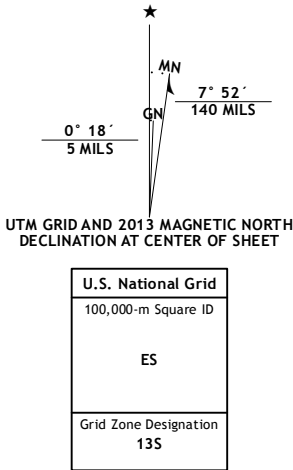 MN
GN
7° 52´
140 MILS
0° 18´
5 MILS
UTM GRID AND 2013 MAGNETIC NORTH
DECLINATION AT CENTER OF SHEET
U.S. National Grid
100,000-m Square ID
ES
Grid Zone Designation
13S